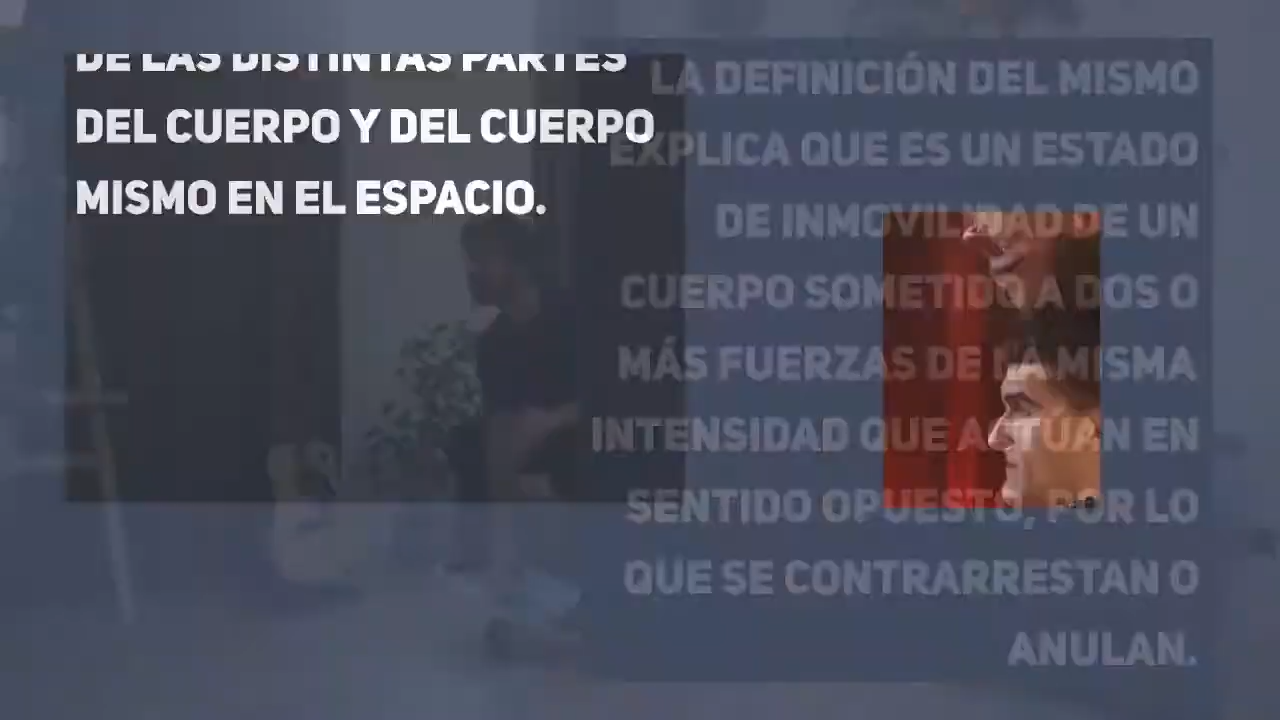 DE LAS DISTINTAS PARTES
DEL CUERPO Y DEL CUERPO
MISMO EN EL ESPACIO.
LA DEFINICIÓN DEL MISMO
EXPLICA QUE ES UN ESTADO
DE INMOVILIDAD DE UN
CUERPO SOMETIDO A DOS O
MÁS FUERZAS DE LA MISMA
INTENSIDAD QUE ACTÚAN EN
SENTIDO OPUESTO, POR LO
QUE SE CONTRARRESTAN O
ANULAN.